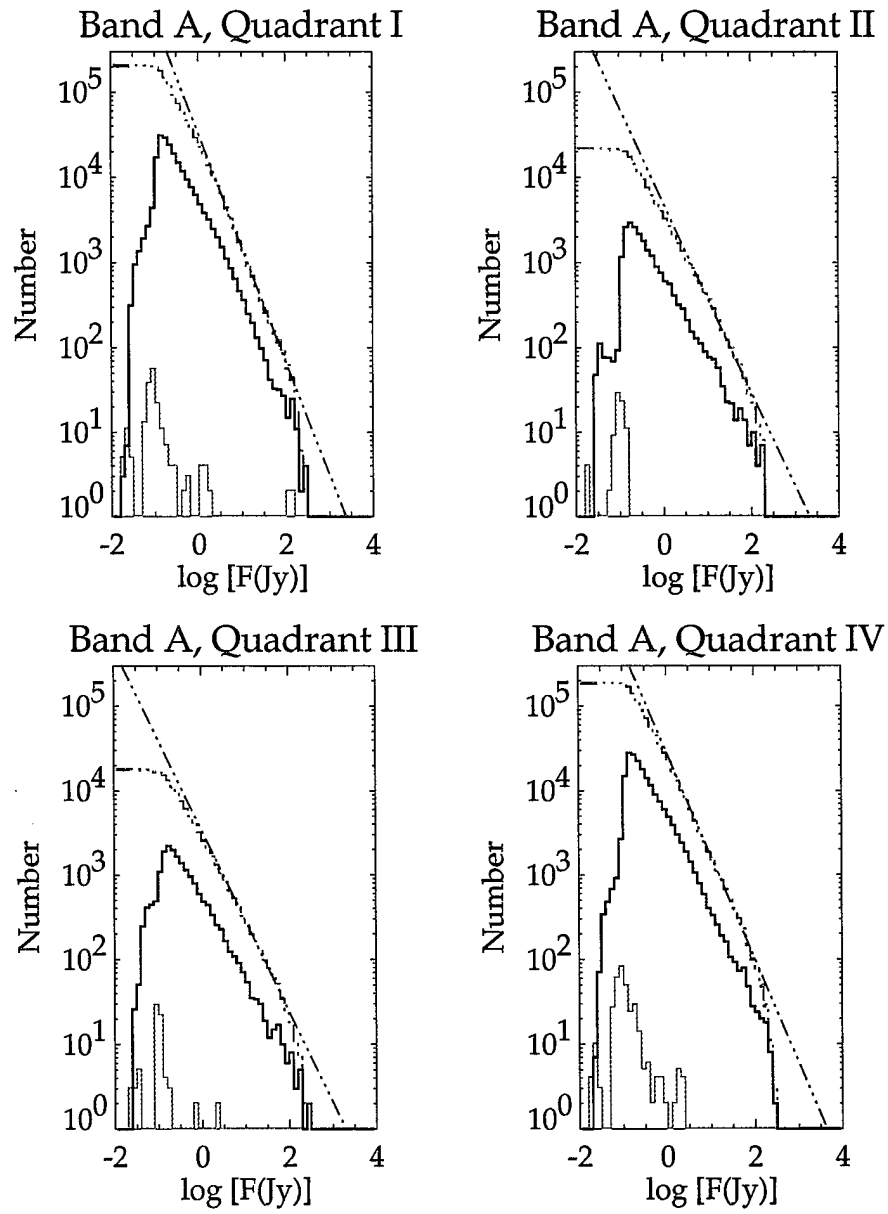 Band A, Quadrant I
10^5
10^4
10^3
10^2
10^1
10^0
Number
-2 0 2 4
log [F(Jy)]
Band A, Quadrant II
10^5
10^4
10^3
10^2
10^1
10^0
Number
-2 0 2 4
log [F(Jy)]
Band A, Quadrant III
10^5
10^4
10^3
10^2
10^1
10^0
Number
-2 0 2 4
log [F(Jy)]
Band A, Quadrant IV
10^5
10^4
10^3
10^2
10^1
10^0
Number
-2 0 2 4
log [F(Jy)]